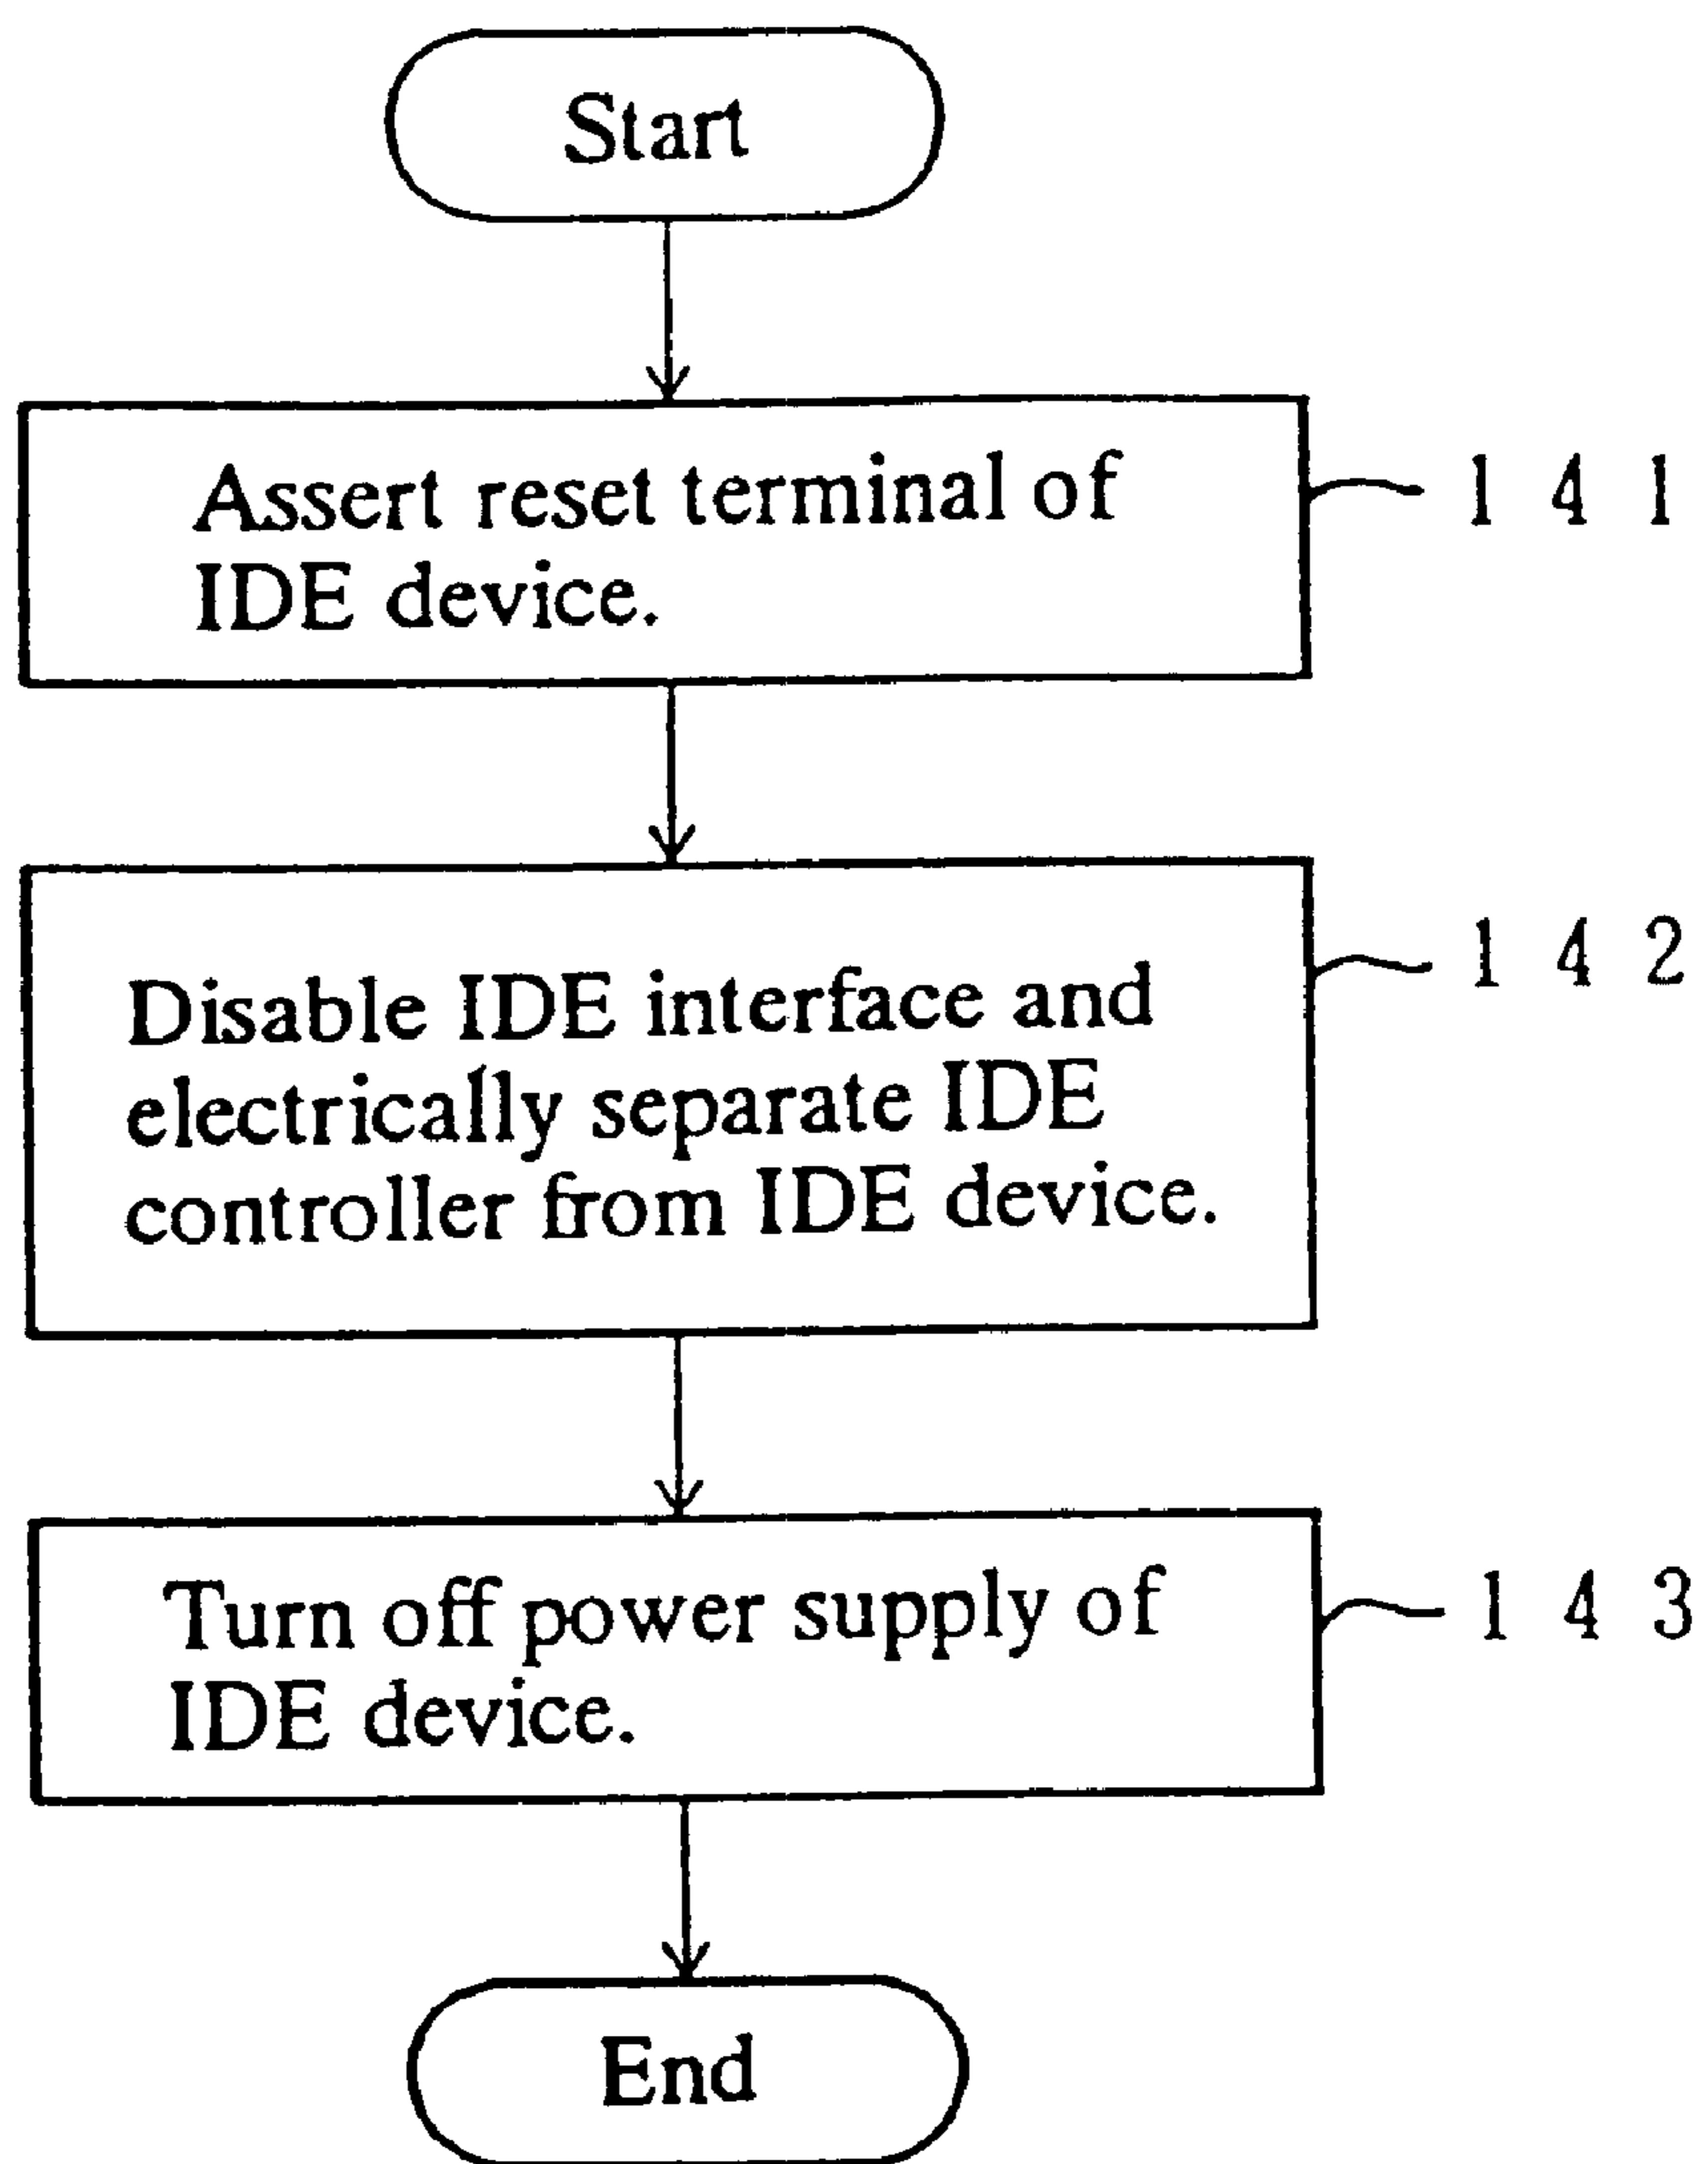 Start
Assert reset terminal of
IDE device.
1 4 1
Disable IDE interface and
electrically separate IDE
controller from IDE device.
1 4 2
Turn off power supply of
IDE device.
1 4 3
End